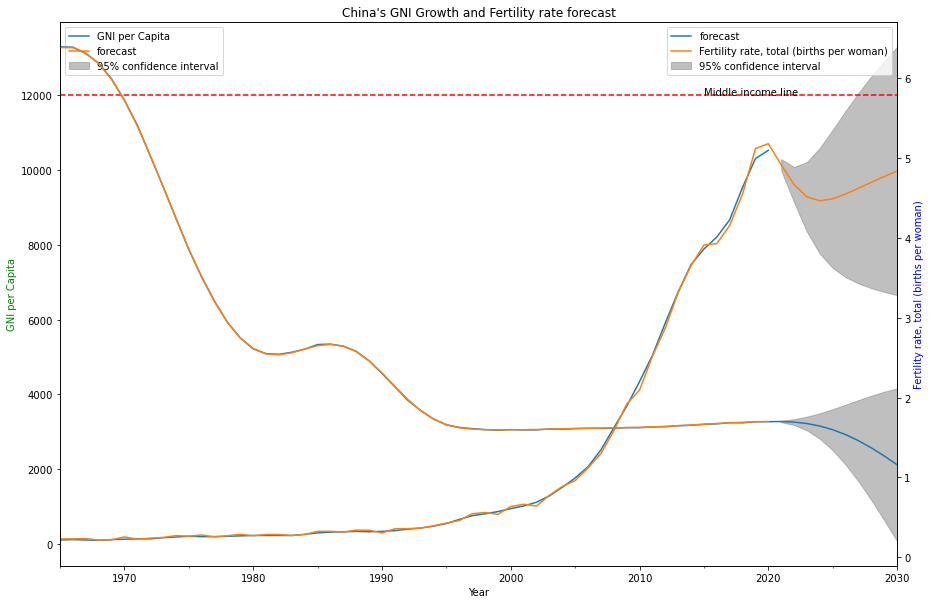 China's GNI Growth and Fertility rate forecast
GNI per Capita
forecast
95% confidence interval
forecast
Fertility rate, total (births per woman)
95% confidence interval
Middle income line
12000
10000
8000
6000
4000
2000
0
GNI per Capita
6
5
4
3
2
1
0
Fertility rate, total (births per woman)
1970
1980
1990
2000
2010
2020
2030
Year